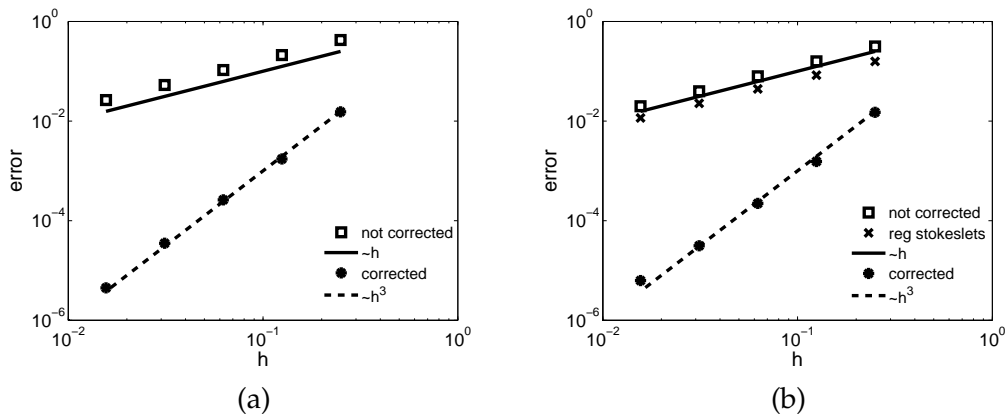 10^0
10^-2
10^-4
10^-6
error
10^-2
10^-1
10^0
h
not corrected
~h
corrected
~h^3
(a)
10^0
10^-2
10^-4
10^-6
error
10^-2
10^-1
10^0
h
not corrected
reg stokeslets
~h
corrected
~h^3
(b)